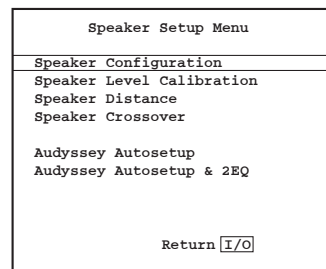 Speaker Setup Menu
Speaker Configuration
Speaker Level Calibration
Speaker Distance
Speaker Crossover
Audyssey Autosetup
Audyssey Autosetup & 2EQ
Return I/O